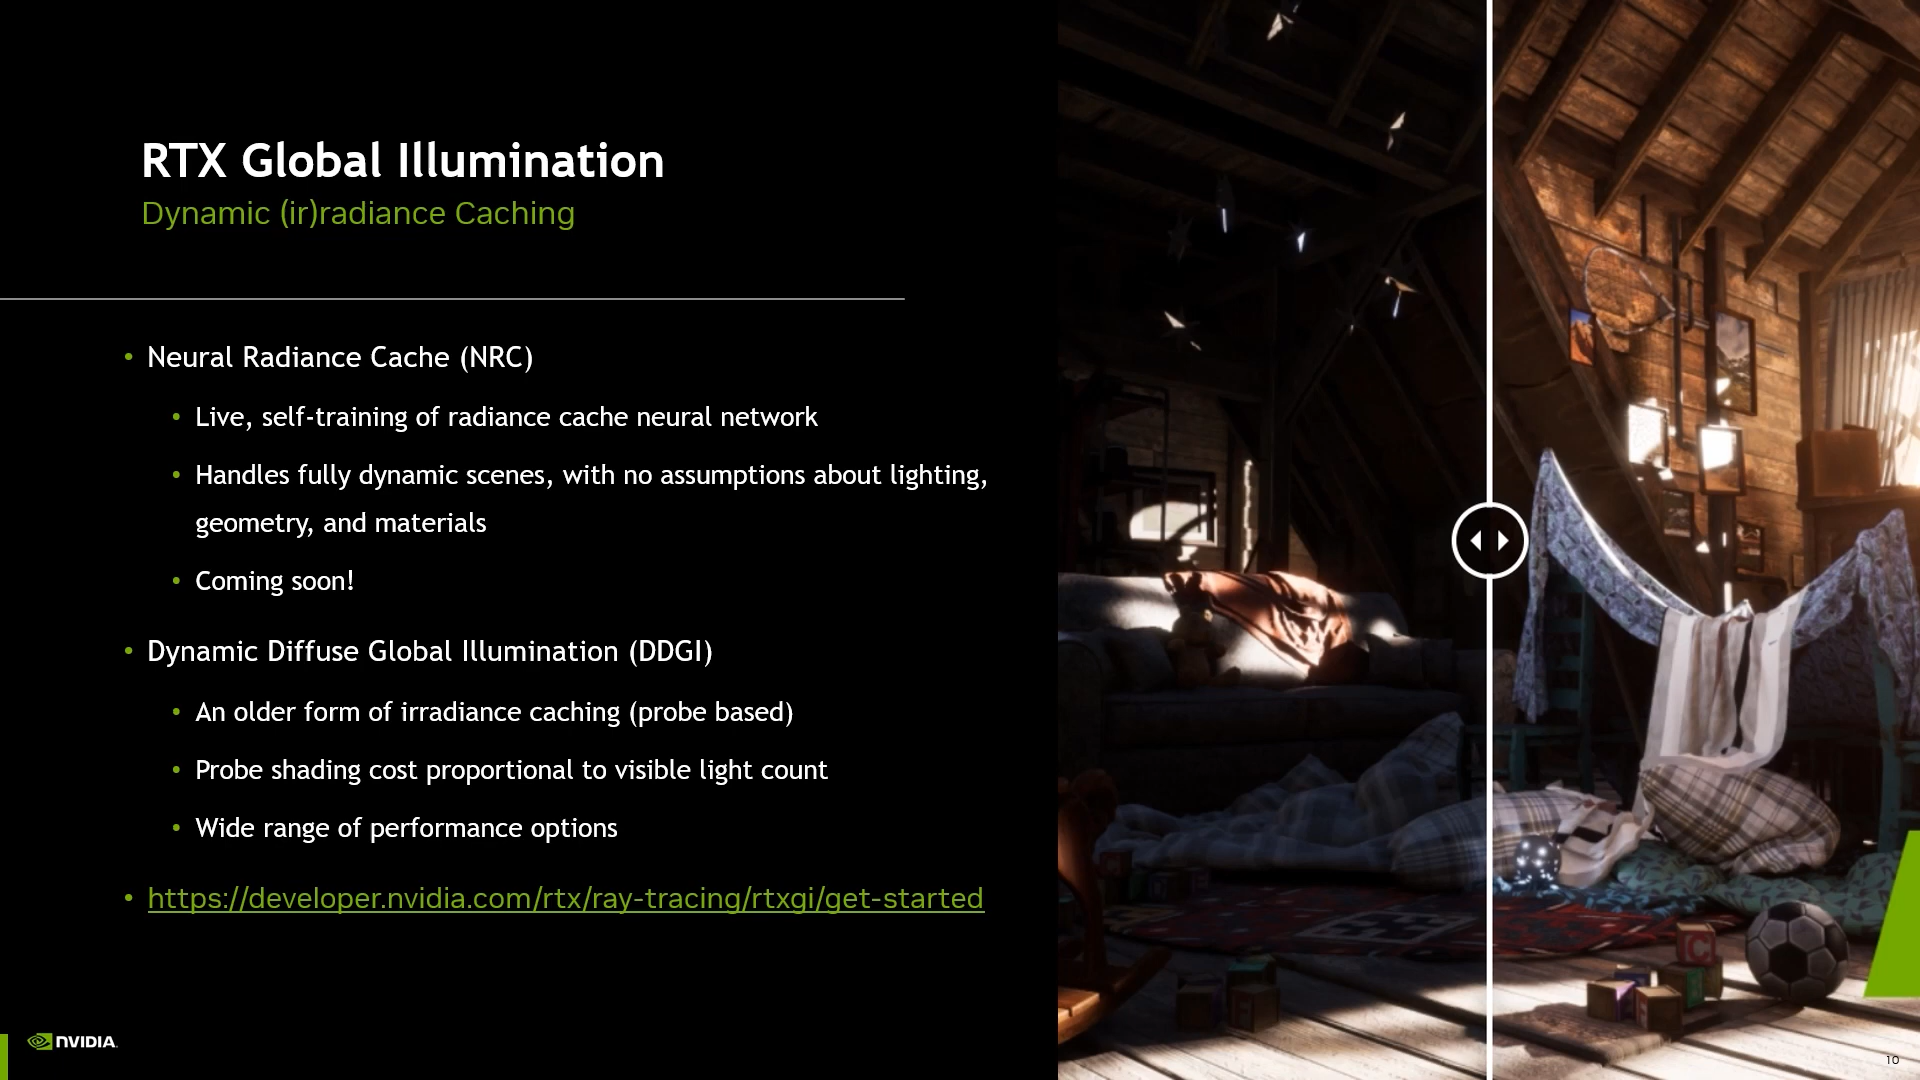 RTX Global Illumination
Dynamic (ir)radiance Caching
• Neural Radiance Cache (NRC)
• Live, self-training of radiance cache neural network
• Handles fully dynamic scenes, with no assumptions about lighting,
geometry, and materials
• Coming soon!
• Dynamic Diffuse Global Illumination (DDGI)
• An older form of irradiance caching (probe based)
• Probe shading cost proportional to visible light count
• Wide range of performance options
• https://developer.nvidia.com/rtx/ray-tracing/rtxgi/get-started
NVIDIA.
C
10